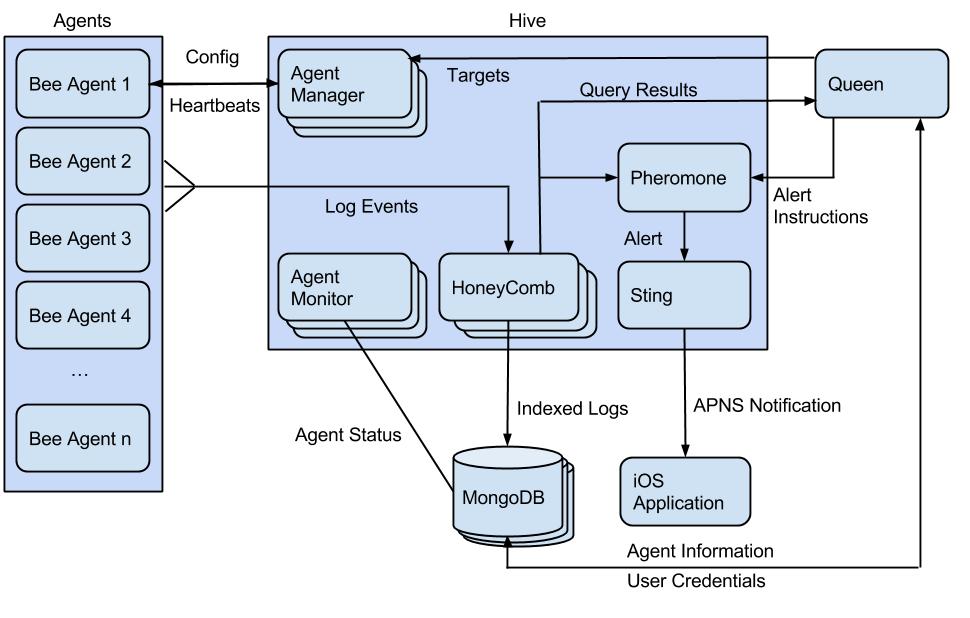 Agents
Hive
Bee Agent 1
Bee Agent 2
Bee Agent 3
Bee Agent 4
...
Bee Agent n
Config
Heartbeats
Agent
Manager
Targets
Query Results
Queen
Pheromone
Alert
Instructions
Log Events
Alert
Agent
Monitor
HoneyComb
Sting
Indexed Logs
APNS Notification
Agent Status
MongoDB
iOS
Application
Agent Information
User Credentials